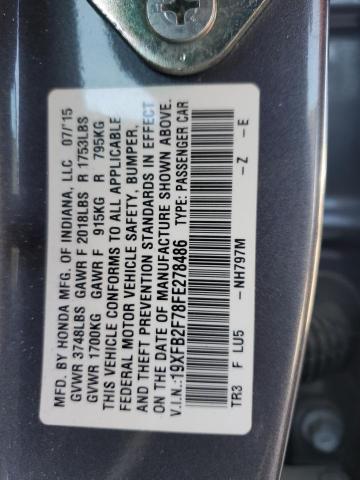 MFD. BY HONDA MFG. OF INDIANA, LLC 07/15
GVWR 3748LBS GAWR F 2018LBS R 1753LBS
GVWR 1700KG GAWR F 915KG R 795KG
THIS VEHICLE CONFORMS TO ALL APPLICABLE
FEDERAL MOTOR VEHICLE SAFETY, BUMPER,
AND THEFT PREVENTION STANDARDS IN EFFECT
ON THE DATE OF MANUFACTURE SHOWN ABOVE.
V.I.N.:19XFB2F78FE278486 TYPE: PASSENGER CAR
TR3 F LU5 -NH797M -Z -E